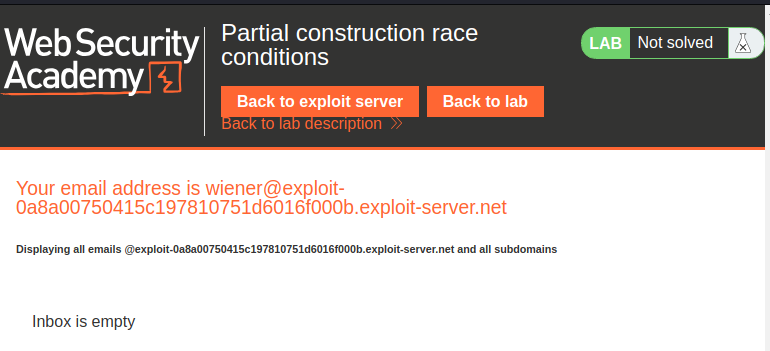 Web Security
Academy
Partial construction race
conditions
LAB Not solved
Back to exploit server Back to lab
Back to lab description
Your email address is wiener@exploit-
0a8a00750415c197810751d6016f000b.exploit-server.net
Displaying all emails @exploit-0a8a00750415c197810751d6016f000b.exploit-server.net and all subdomains
Inbox is empty